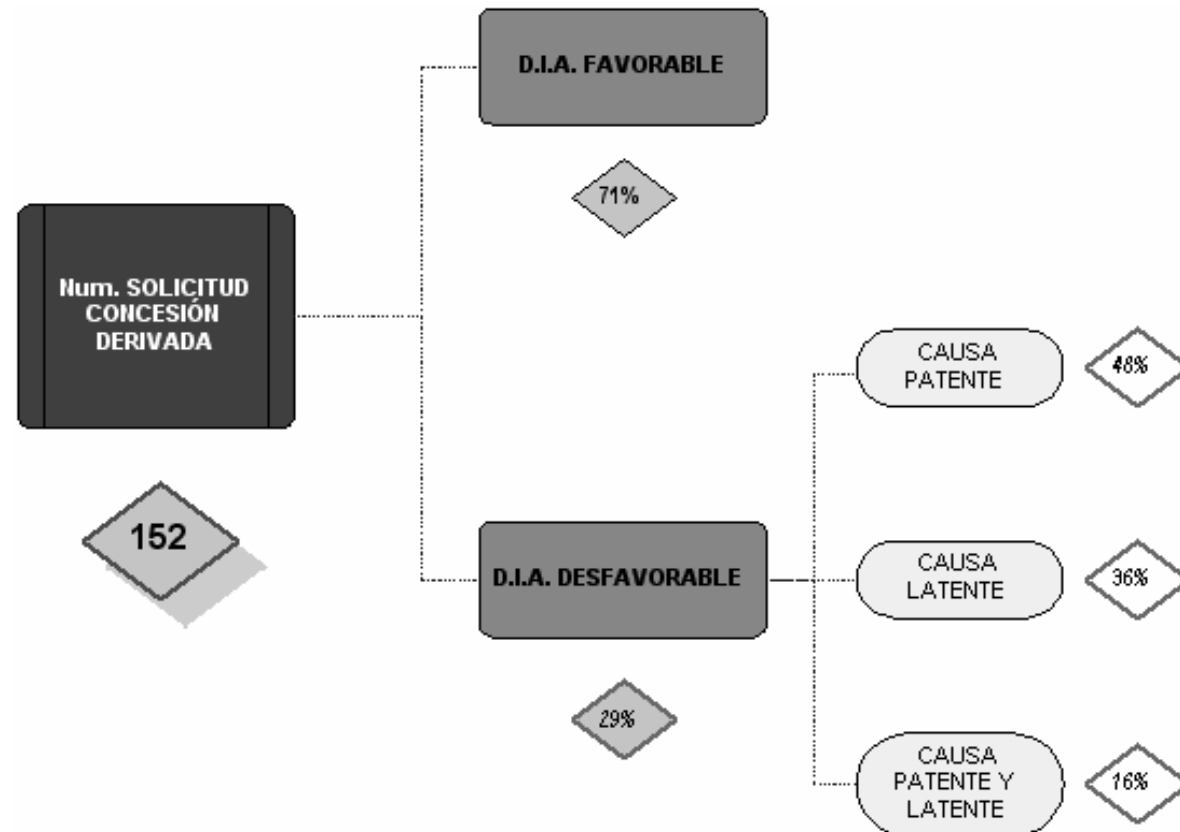 D.I.A. FAVORABLE
71%
Num. SOLICITUD
CONCESIÓN
DERIVADA
152
CAUSA
PATENTE
48%
D.I.A. DESFAVORABLE
29%
CAUSA
LATENTE
36%
CAUSA
PATENTE Y
LATENTE
16%